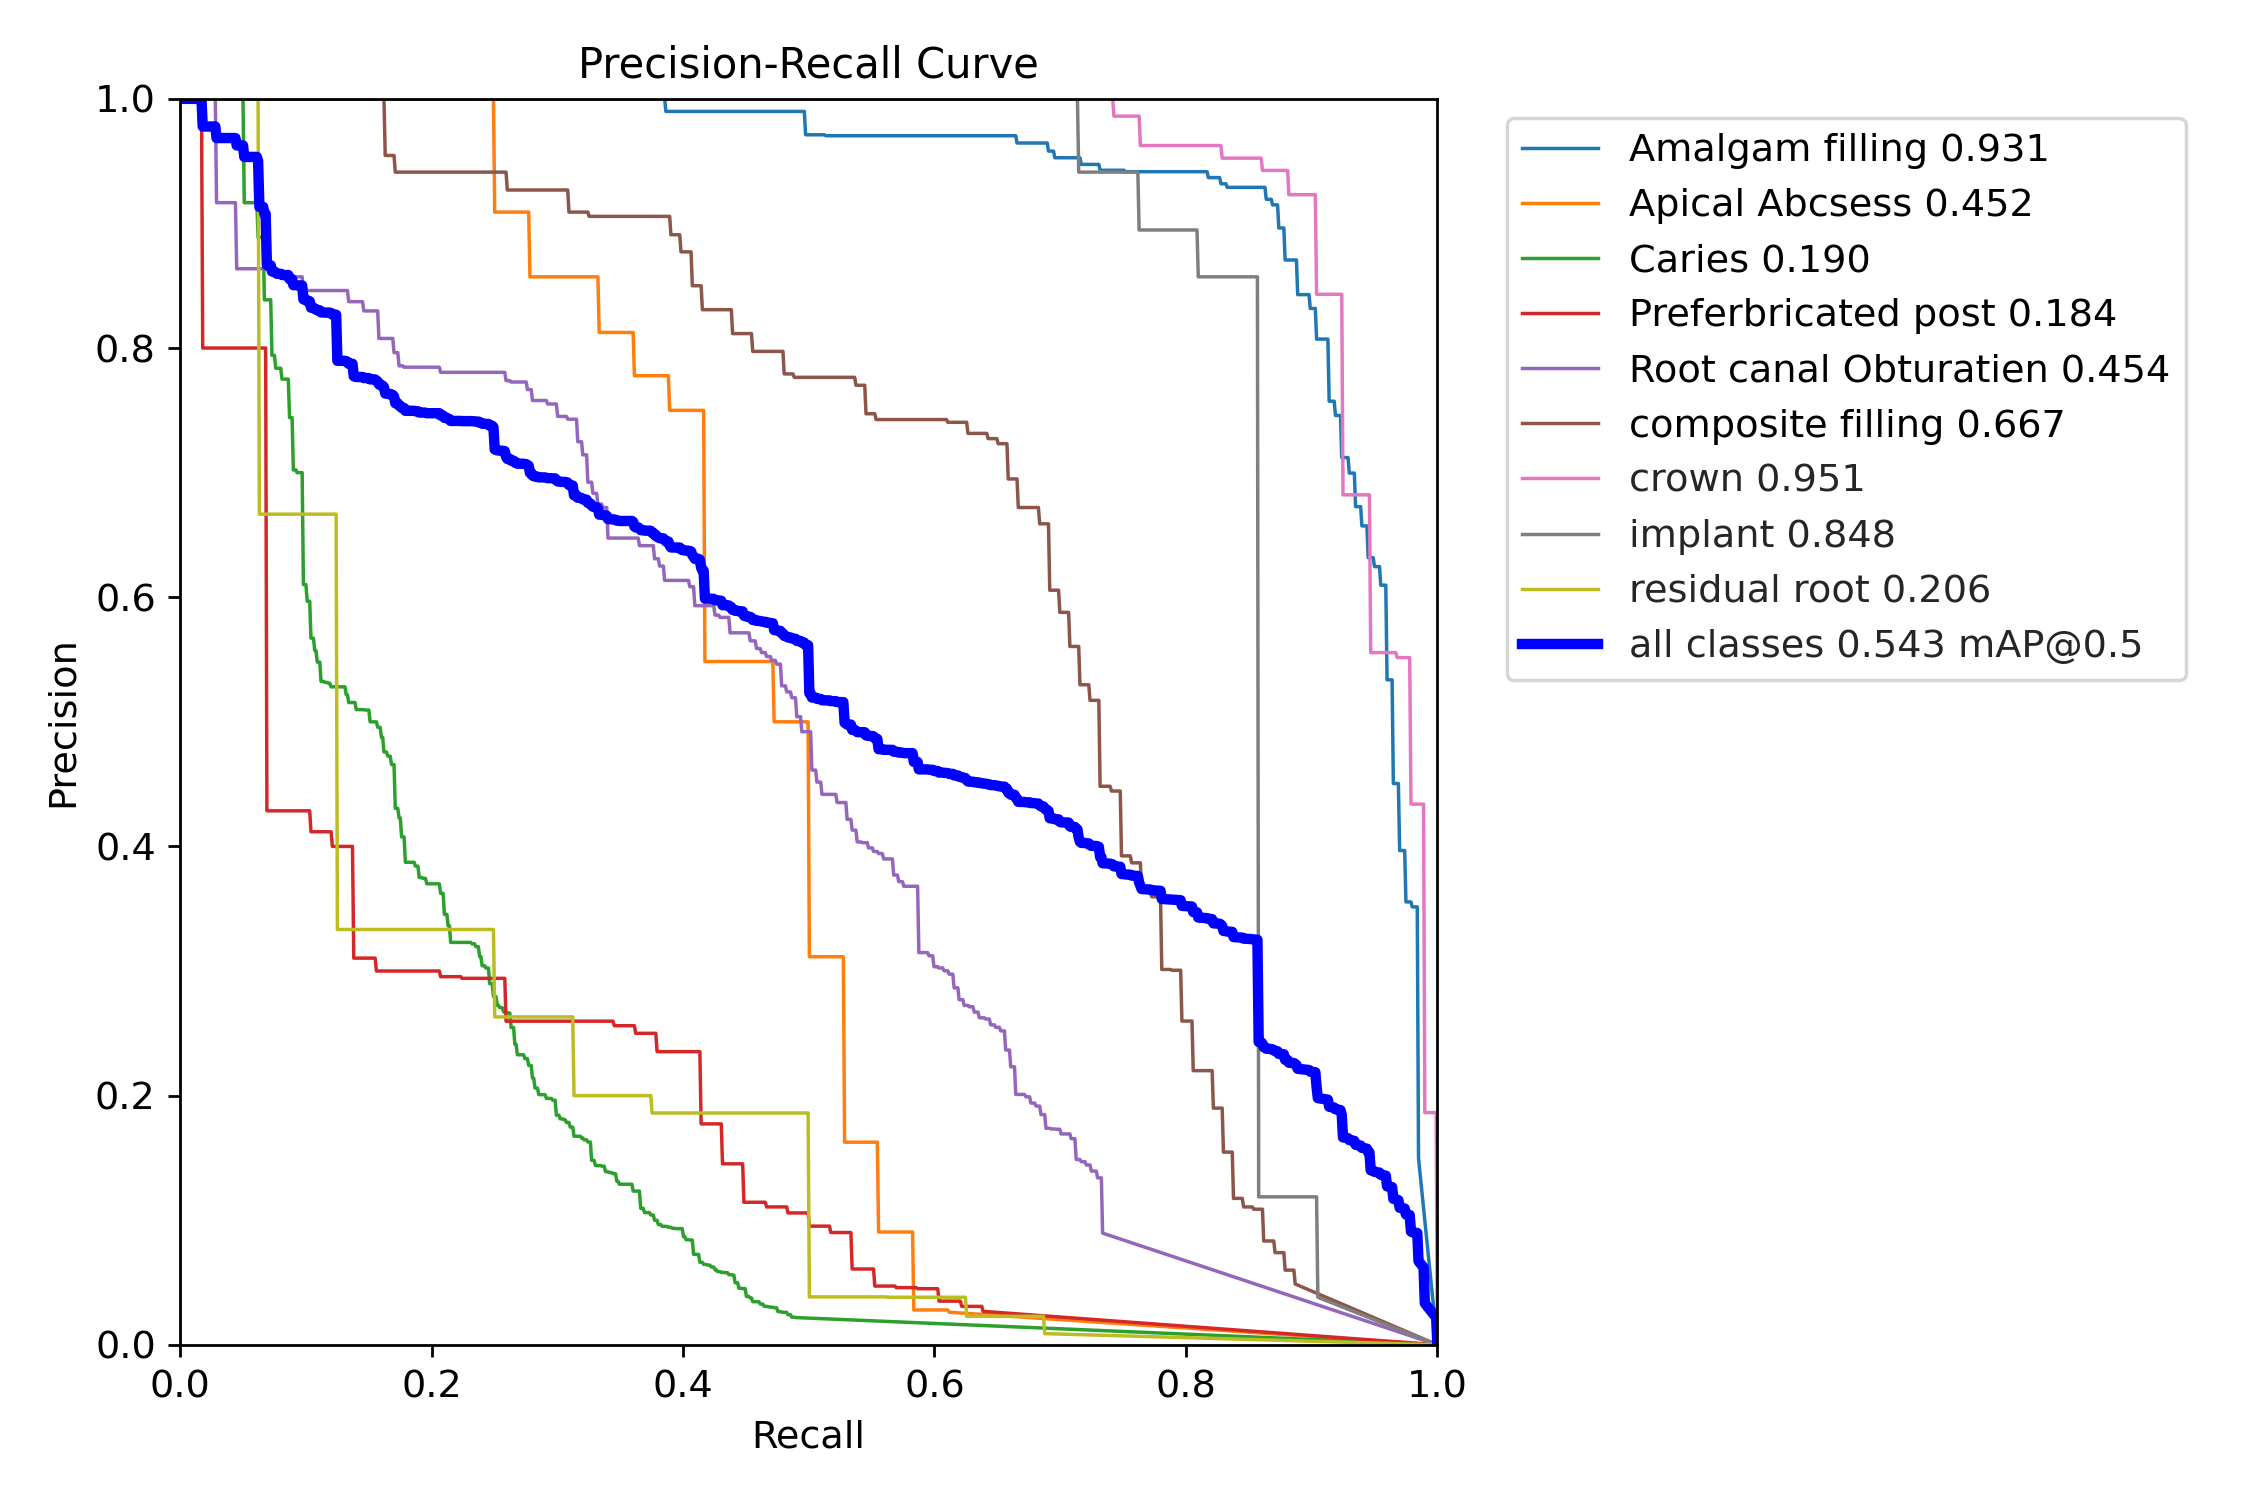 Precision-Recall Curve
1.0
0.8
0.6
0.4
0.2
0.0
Precision
0.0 0.2 0.4 0.6 0.8 1.0
Recall
Amalgam filling 0.931
Apical Abcsess 0.452
Caries 0.190
Preferbricated post 0.184
Root canal Obturatien 0.454
composite filling 0.667
crown 0.951
implant 0.848
residual root 0.206
all classes 0.543 mAP@0.5